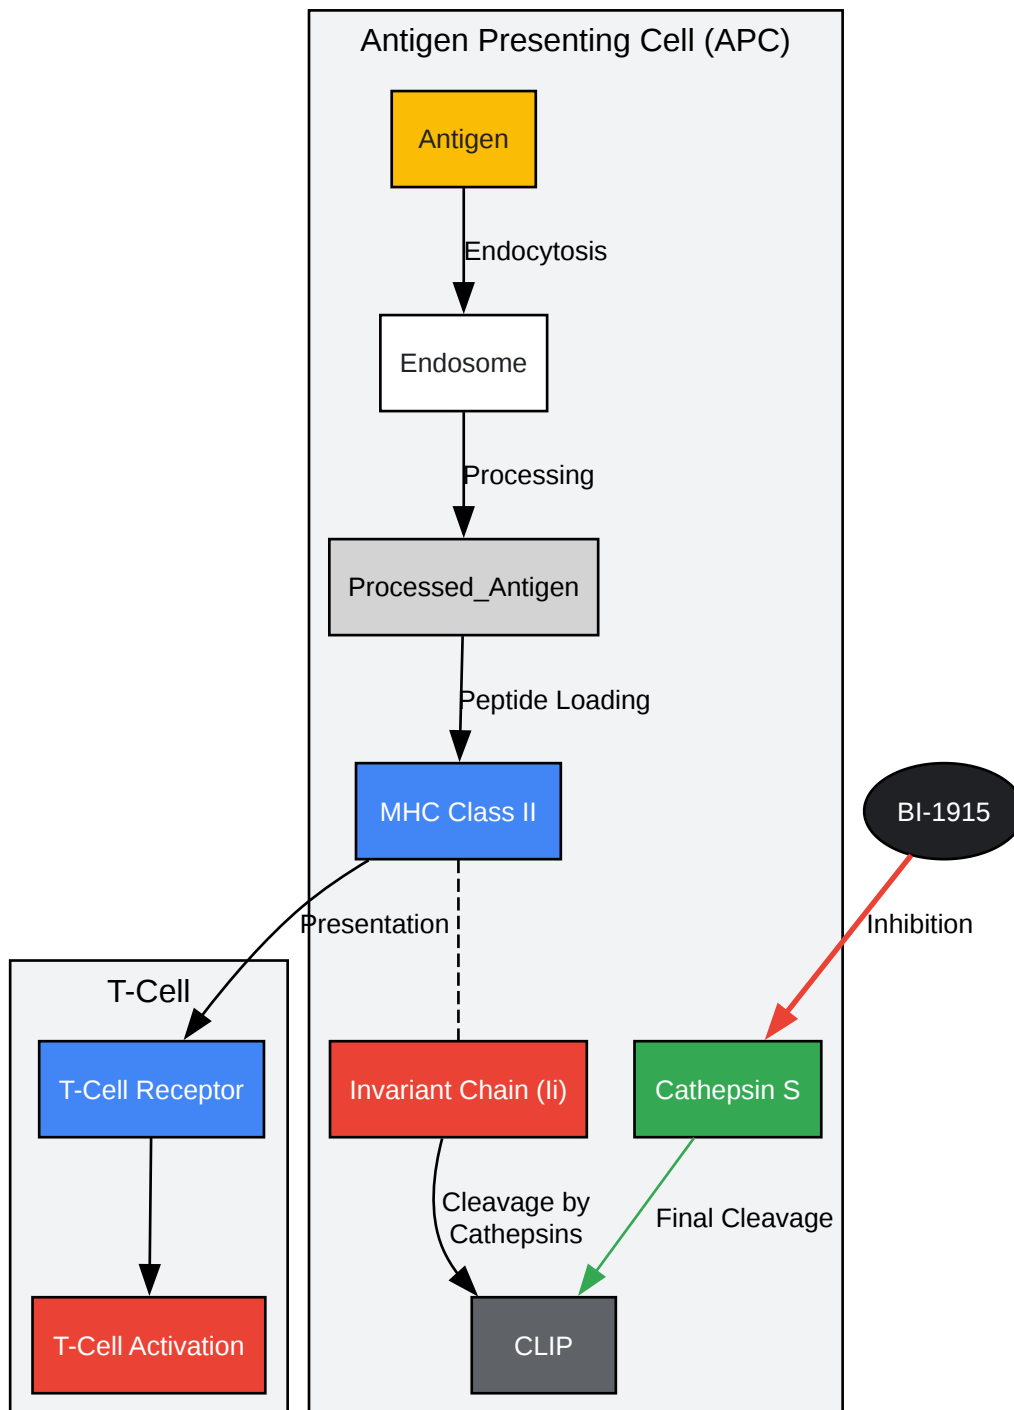 Antigen Presenting Cell (APC)
Antigen
Endocytosis
Endosome
Processing
Processed_Antigen
Peptide Loading
MHC Class II
BI-1915
Presentation
Inhibition
T-Cell
T-Cell Receptor
Invariant Chain (Ii)
Cathepsin S
Cleavage by
Cathepsins
Final Cleavage
T-Cell Activation
CLIP